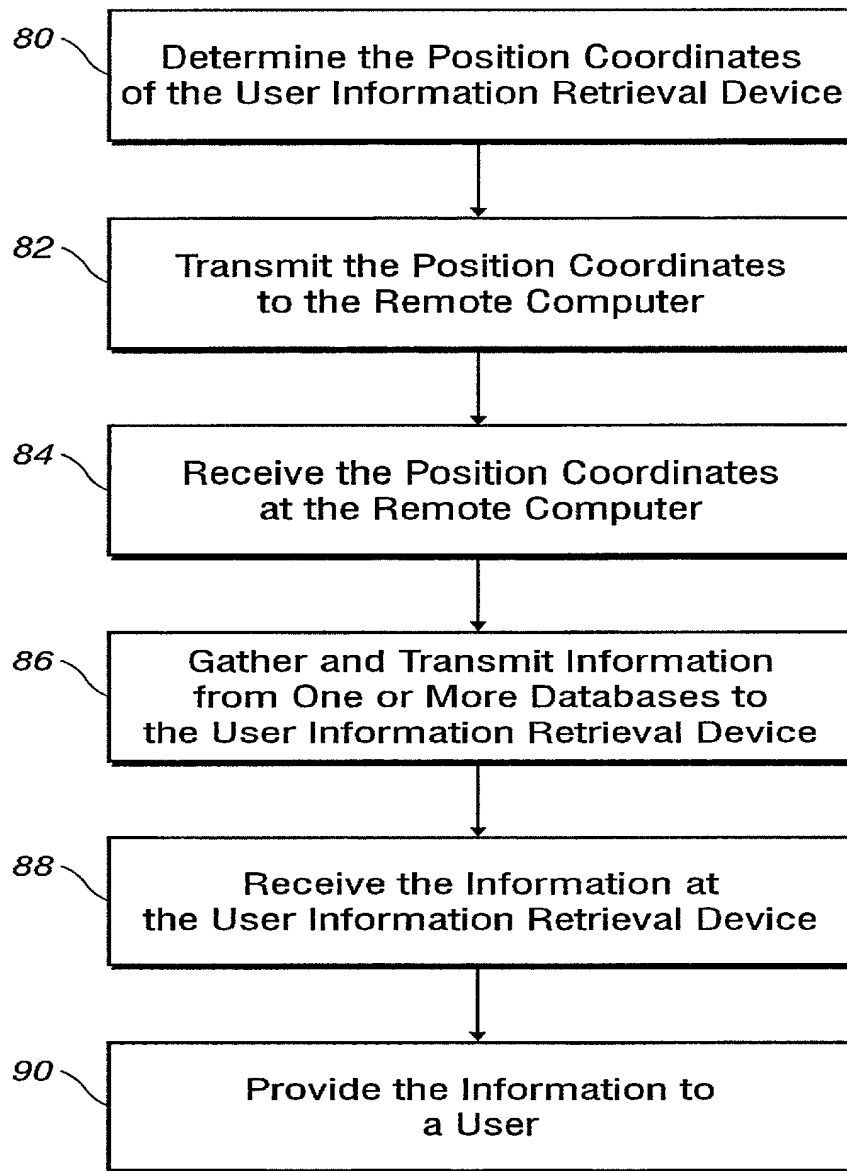 80
Determine the Position Coordinates
of the User Information Retrieval Device
82
Transmit the Position Coordinates
to the Remote Computer
84
Receive the Position Coordinates
at the Remote Computer
86
Gather and Transmit Information
from One or More Databases to
the User Information Retrieval Device
88
Receive the Information at
the User Information Retrieval Device
90
Provide the Information to
a User